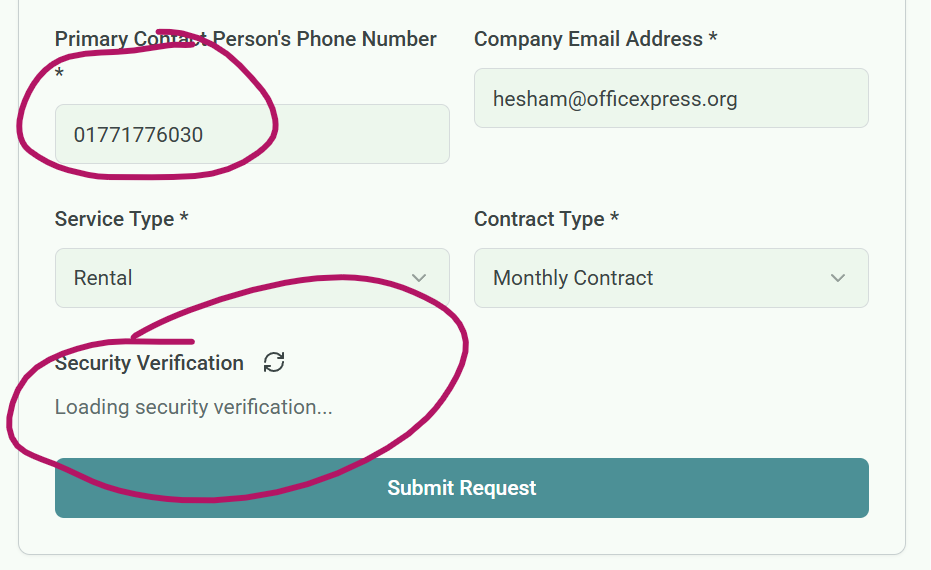 Primary Contact Person's Phone Number
*
01771776030
Company Email Address *
hesham@officexpress.org
Service Type *
Rental
Contract Type *
Monthly Contract
Security Verification
Loading security verification...
Submit Request